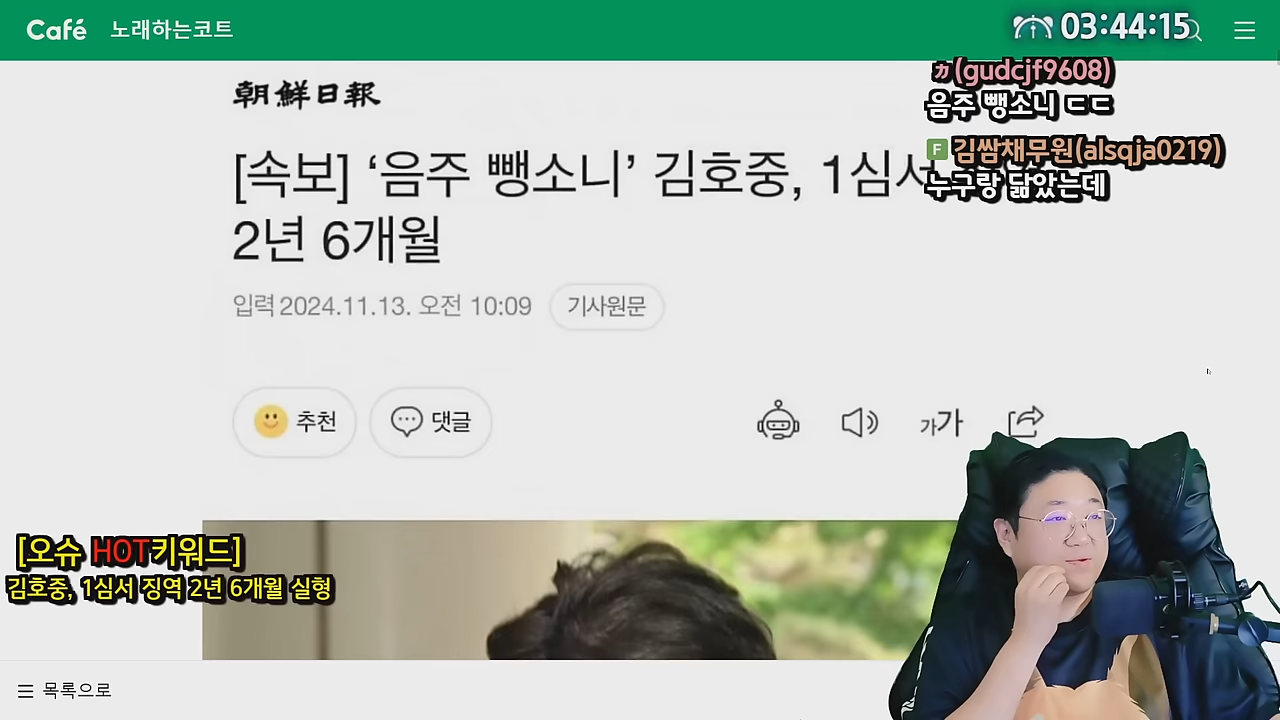 Café 노래하는코트
03:44:15
朝鮮日報
[속보] ‘음주 뺑소니’ 김호중, 1심서
2년 6개월
입력 2024.11.13. 오전 10:09 기사원문
추천 댓글
가가
ㄲ(gudcjf9608)
음주 뺑소니 ㄷㄷ
F 김쌈채무원(alsqja0219)
누구랑 닮았는데
[오슈 HOT키워드]
김호중, 1심서 징역 2년 6개월 실형
목록으로